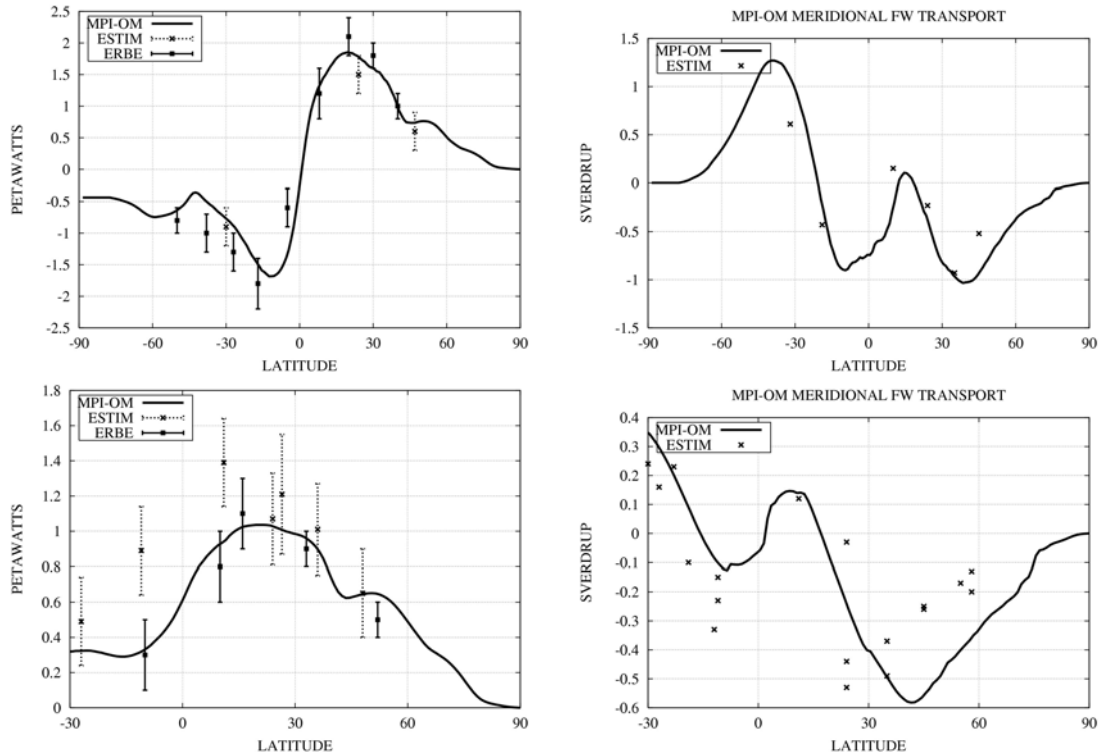 MPI-OM
ESTIM
ERBE
PETAWATTS
2.5
2
1.5
1
0.5
0
-0.5
-1
-1.5
-2
-2.5
-90 -60 -30 0 30 60 90
LATITUDE
MPI-OM MERIDIONAL FW TRANSPORT
MPI-OM
ESTIM
SVERDRUP
1.5
1
0.5
0
-0.5
-1
-1.5
-90 -60 -30 0 30 60 90
LATITUDE
MPI-OM
ESTIM
ERBE
PETAWATTS
1.8
1.6
1.4
1.2
1
0.8
0.6
0.4
0.2
0
-30 0 30 60 90
LATITUDE
MPI-OM MERIDIONAL FW TRANSPORT
MPI-OM
ESTIM
SVERDRUP
0.4
0.3
0.2
0.1
0
-0.1
-0.2
-0.3
-0.4
-0.5
-0.6
-30 0 30 60 90
LATITUDE